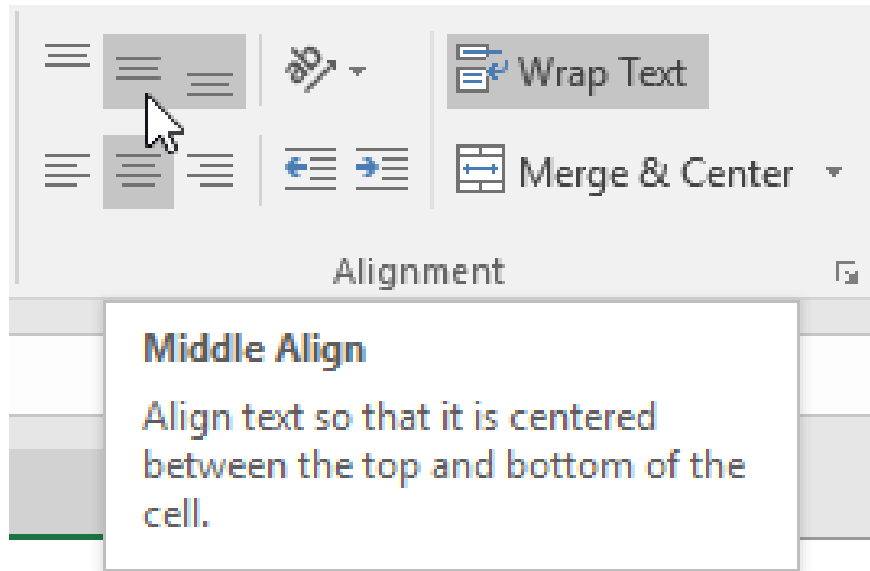 ab
Wrap Text
Merge & Center
Alignment
Middle Align
Align text so that it is centered
between the top and bottom of the
cell.